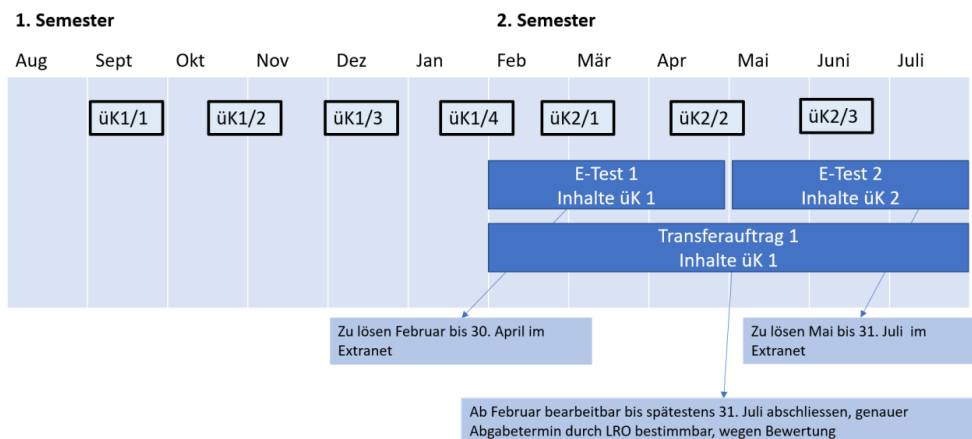 1. Semester
2. Semester
Aug Sept Okt Nov Dez Jan Feb Mär Apr Mai Juni Juli
üK1/1 üK1/2 üK1/3 üK1/4 üK2/1 üK2/2 üK2/3
E-Test 1
Inhalte üK 1
E-Test 2
Inhalte üK 2
Transferauftrag 1
Inhalte üK 1
Zu lösen Februar bis 30. April im
Extranet
Zu lösen Mai bis 31. Juli im
Extranet
Ab Februar bearbeitbar bis spätestens 31. Juli abschliessen, genauer
Abgabetermin durch LRO bestimmbar, wegen Bewertung